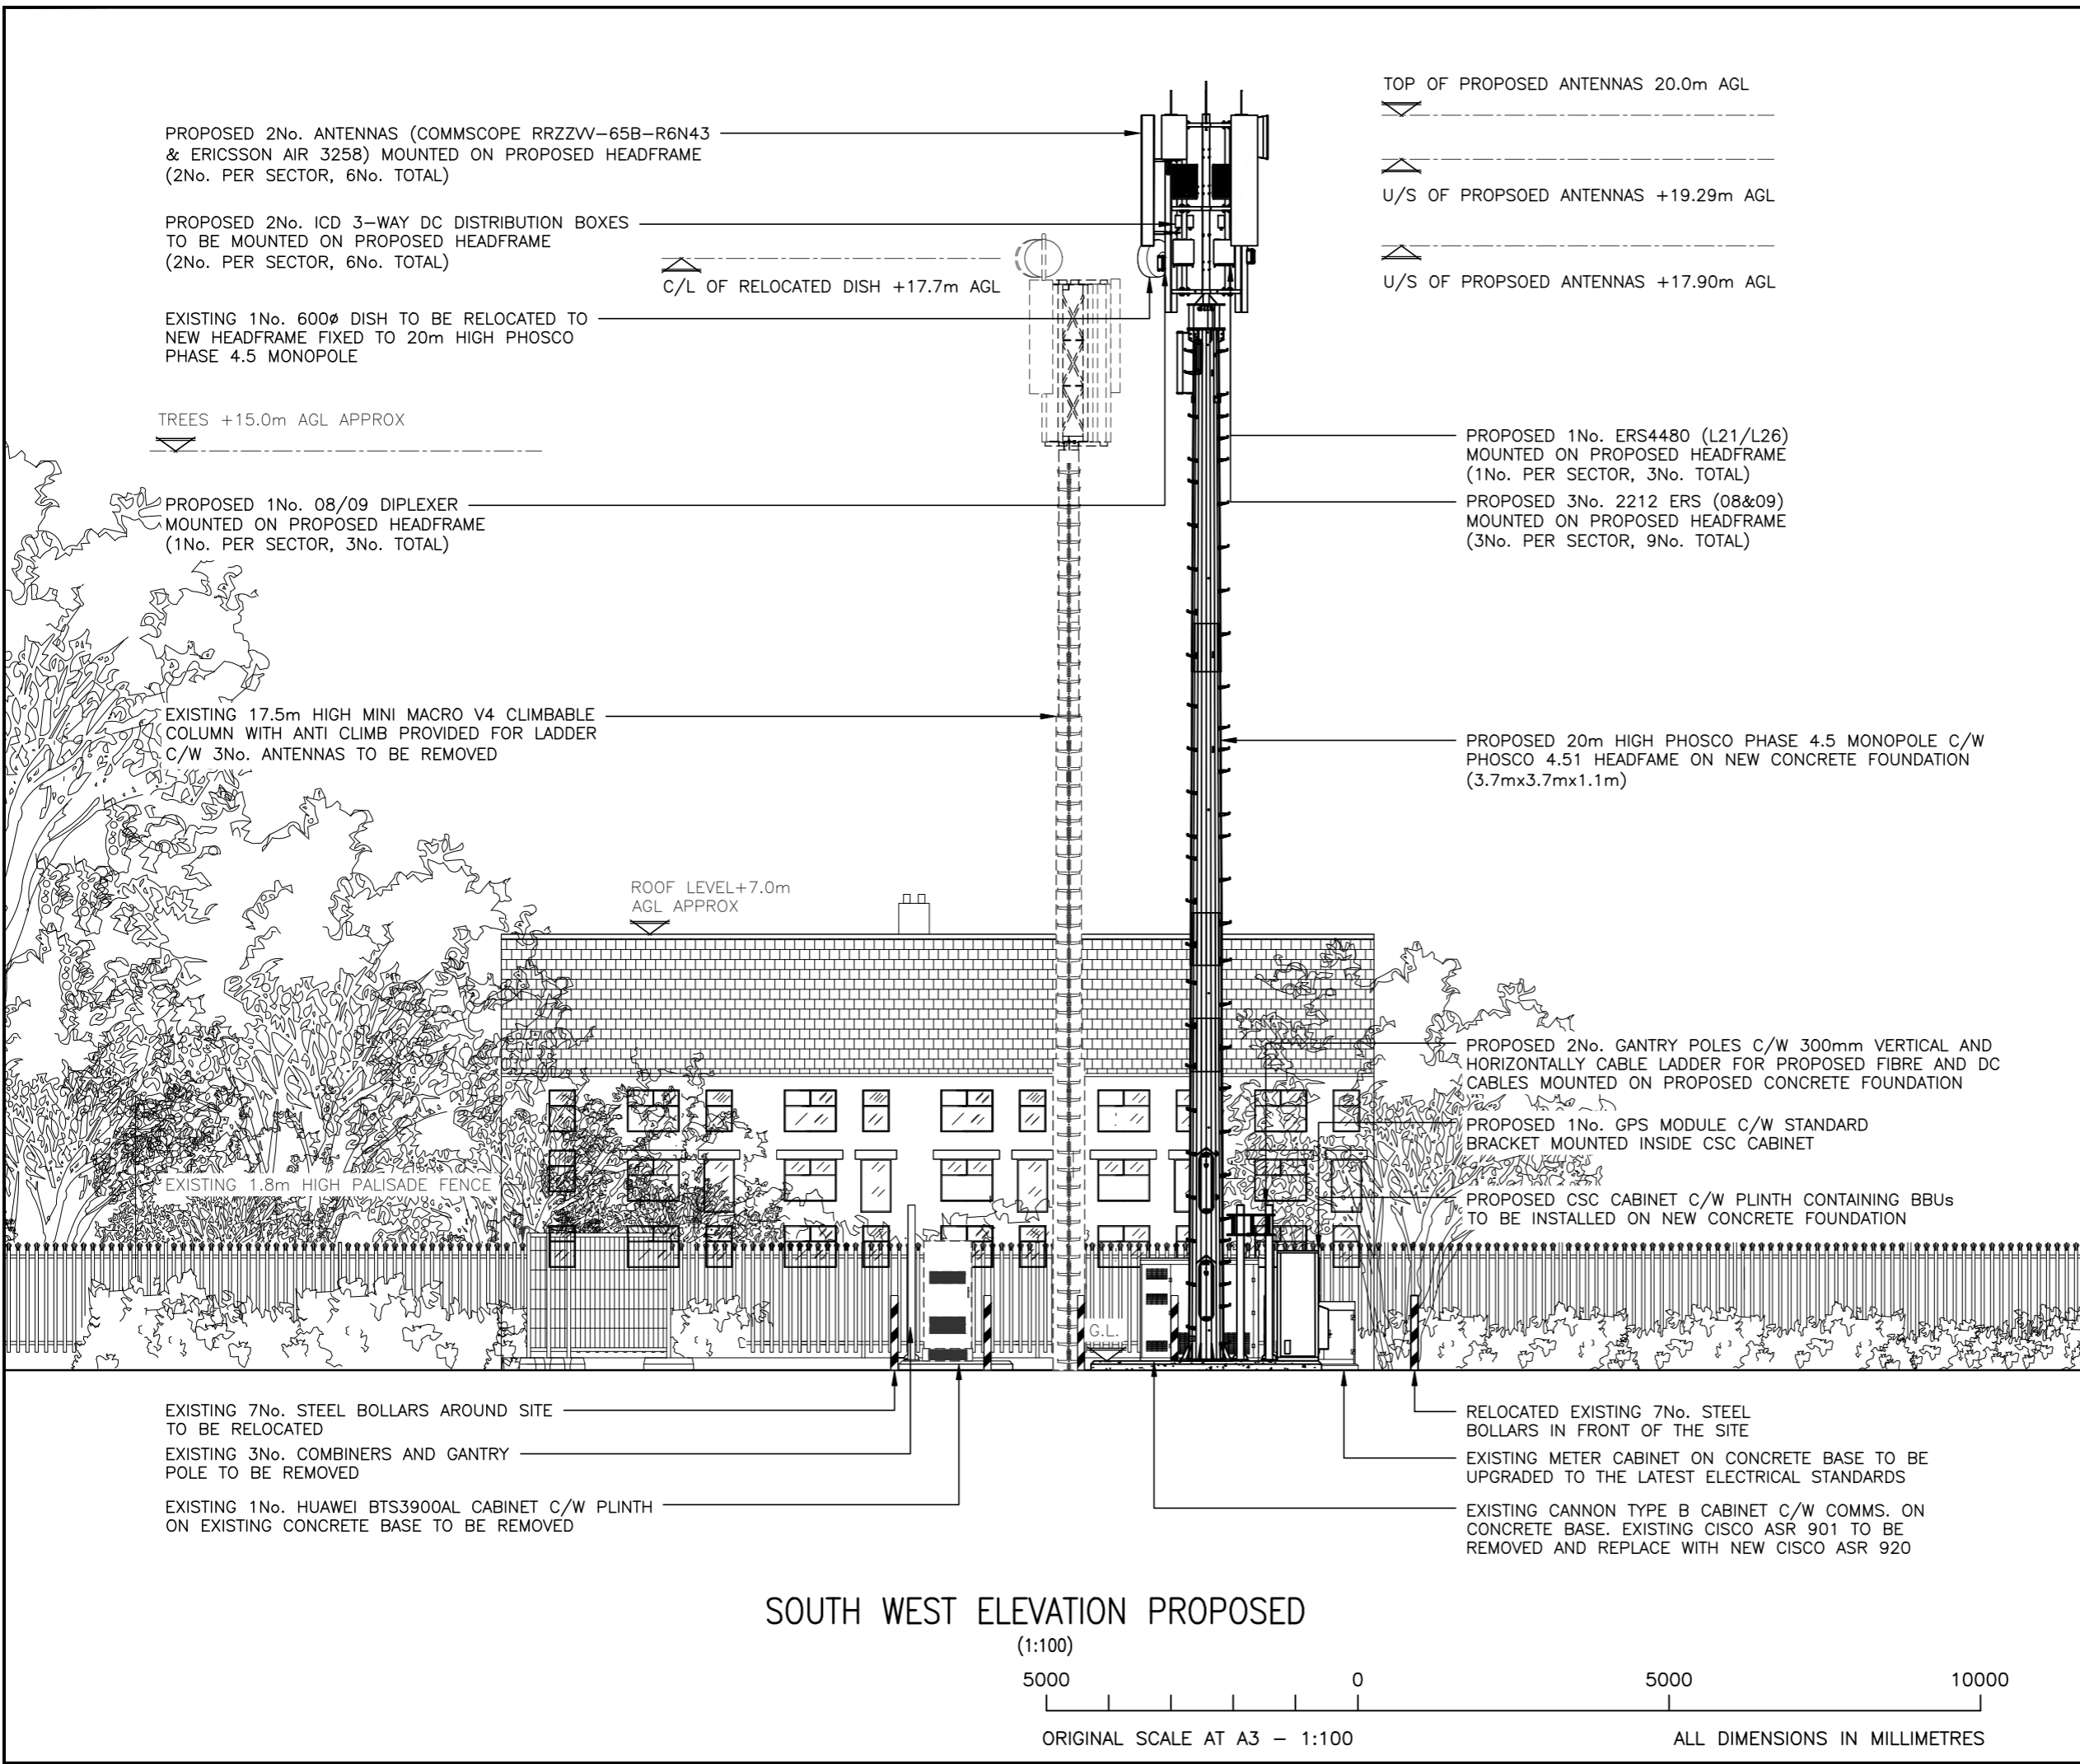 TOP OF PROPOSED ANTENNAS 20.0m AGL
U/S OF PROPSOED ANTENNAS +19.29m AGL
U/S OF PROPSOED ANTENNAS +17.90m AGL
PROPOSED 2No. ANTENNAS (COMMSCOPE RRZZVV-65B-R6N43
& ERICSSON AIR 3258) MOUNTED ON PROPOSED HEADFRAME
(2No. PER SECTOR, 6No. TOTAL)
PROPOSED 2No. ICD 3-WAY DC DISTRIBUTION BOXES
TO BE MOUNTED ON PROPOSED HEADFRAME
(2No. PER SECTOR, 6No. TOTAL)
C/L OF RELOCATED DISH +17.7m AGL
EXISTING 1No. 600ø DISH TO BE RELOCATED TO
NEW HEADFRAME FIXED TO 20m HIGH PHOSCO
PHASE 4.5 MONOPOLE
TREES +15.0m AGL APPROX
PROPOSED 1No. 08/09 DIPLEXER
MOUNTED ON PROPOSED HEADFRAME
(1No. PER SECTOR, 3No. TOTAL)
PROPOSED 1No. ERS4480 (L21/L26)
MOUNTED ON PROPOSED HEADFRAME
(1No. PER SECTOR, 3No. TOTAL)
PROPOSED 3No. 2212 ERS (08&09)
MOUNTED ON PROPOSED HEADFRAME
(3No. PER SECTOR, 9No. TOTAL)
EXISTING 17.5m HIGH MINI MACRO V4 CLIMBABLE
COLUMN WITH ANTI CLIMB PROVIDED FOR LADDER
C/W 3No. ANTENNAS TO BE REMOVED
PROPOSED 20m HIGH PHOSCO PHASE 4.5 MONOPOLE C/W
PHOSCO 4.51 HEADFAME ON NEW CONCRETE FOUNDATION
(3.7mx3.7mx1.1m)
ROOF LEVEL+7.0m
AGL APPROX
PROPOSED 2No. GANTRY POLES C/W 300mm VERTICAL AND
HORIZONTALLY CABLE LADDER FOR PROPOSED FIBRE AND DC
CABLES MOUNTED ON PROPOSED CONCRETE FOUNDATION
PROPOSED 1No. GPS MODULE C/W STANDARD
BRACKET MOUNTED INSIDE CSC CABINET
EXISTING 1.8m HIGH PALISADE FENCE
PROPOSED CSC CABINET C/W PLINTH CONTAINING BBUs
TO BE INSTALLED ON NEW CONCRETE FOUNDATION
G.L.
EXISTING 7No. STEEL BOLLARS AROUND SITE
TO BE RELOCATED
EXISTING 3No. COMBINERS AND GANTRY
POLE TO BE REMOVED
EXISTING 1No. HUAWEI BTS3900AL CABINET C/W PLINTH
ON EXISTING CONCRETE BASE TO BE REMOVED
RELOCATED EXISTING 7No. STEEL
BOLLARS IN FRONT OF THE SITE
EXISTING METER CABINET ON CONCRETE BASE TO BE
UPGRADED TO THE LATEST ELECTRICAL STANDARDS
EXISTING CANNON TYPE B CABINET C/W COMMS. ON
CONCRETE BASE. EXISTING CISCO ASR 901 TO BE
REMOVED AND REPLACE WITH NEW CISCO ASR 920
SOUTH WEST ELEVATION PROPOSED
(1:100)
5000 0 5000 10000
ORIGINAL SCALE AT A3 - 1:100 ALL DIMENSIONS IN MILLIMETRES